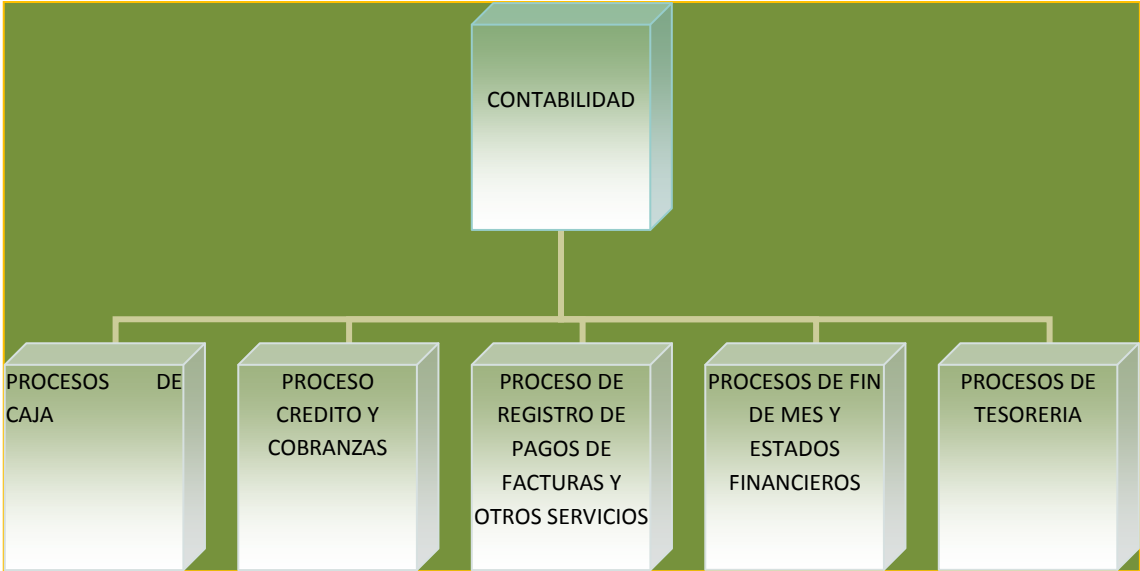 CONTABILIDAD
PROCESOS DE
CAJA
PROCESO
CREDITO Y
COBRANZAS
PROCESO DE
REGISTRO DE
PAGOS DE
FACTURAS Y
OTROS SERVICIOS
PROCESOS DE FIN
DE MES Y
ESTADOS
FINANCIEROS
PROCESOS DE
TESORERIA